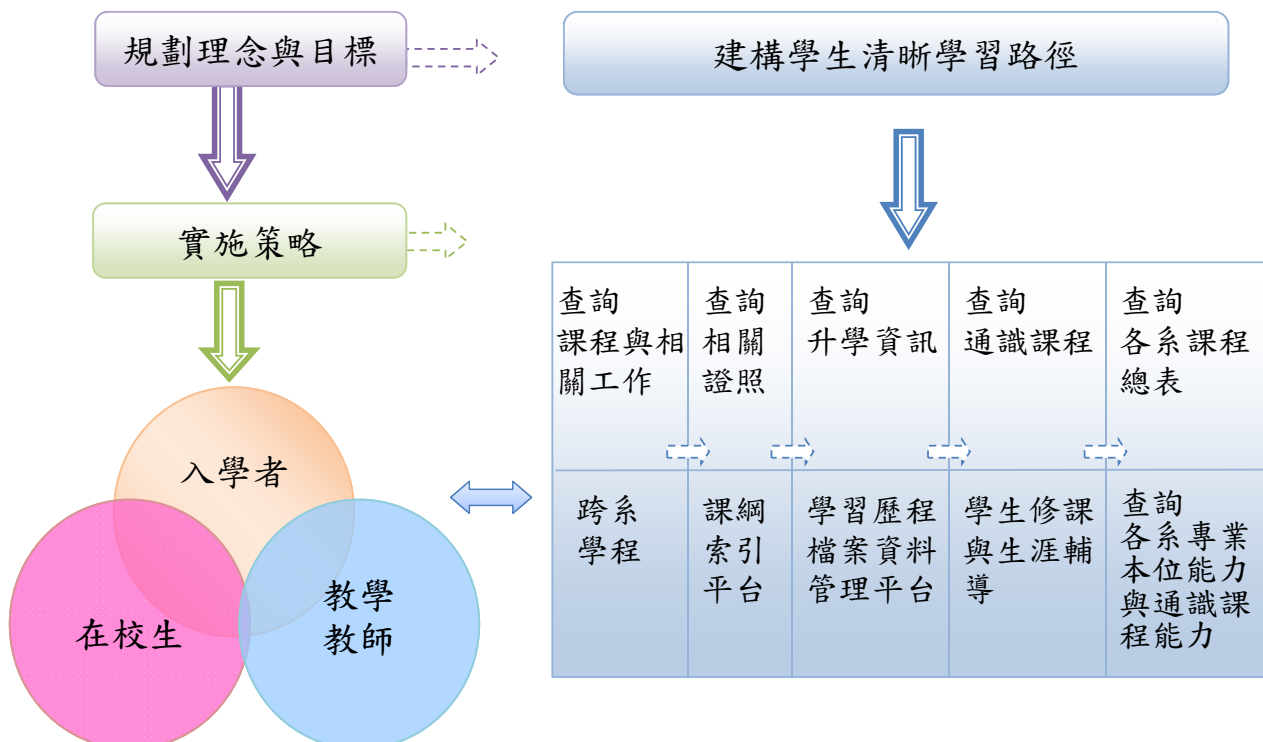 規劃理念與目標
建構學生清晰學習路徑
實施策略
查詢
課程與相
關工作
查詢
相關
證照
查詢
升學資訊
查詢
通識課程
查詢
各系課程
總表
入學者
在校生
教學
教師
跨系
學程
課綱
索引
平台
學習歷程
檔案資料
管理平台
學生修課
與生涯輔
導
查詢
各系專業
本位能力
與通識課
程能力